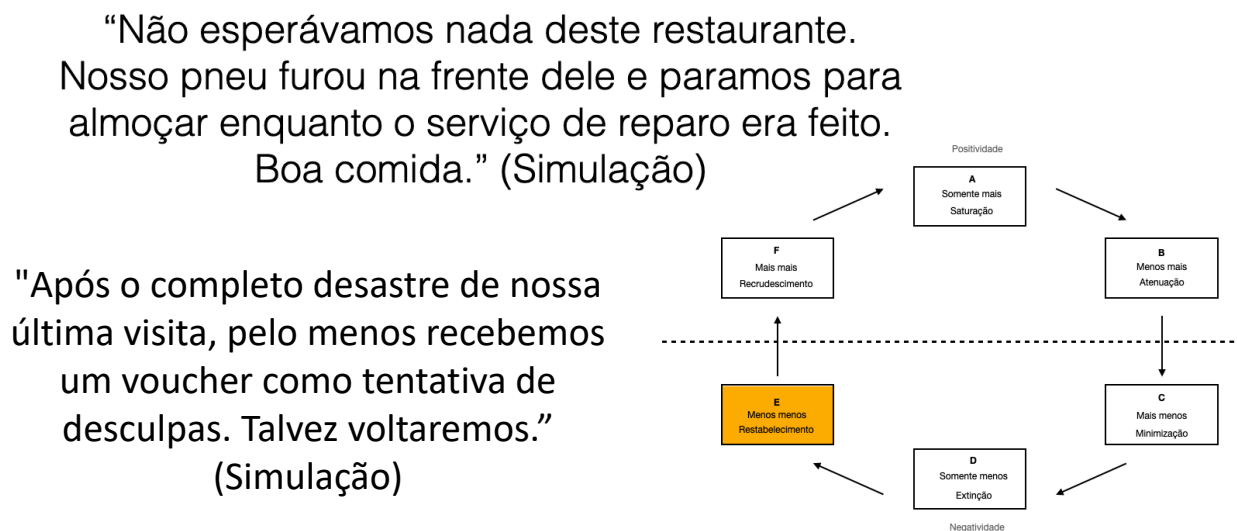 “Não esperávamos nada deste restaurante.
Nosso pneu furou na frente dele e paramos para
almoçar enquanto o serviço de reparo era feito.
Boa comida.” (Simulação)
"Após o completo desastre de nossa
última visita, pelo menos recebemos
um voucher como tentativa de
desculpas. Talvez voltaremos.”
(Simulação)
Positividade
A
Somente mais
Saturação
B
Menos mais
Atenuação
C
Mais menos
Minimização
D
Somente menos
Extinção
E
Menos menos
Restabelecimento
F
Mais mais
Recrudescimento
Negatividade